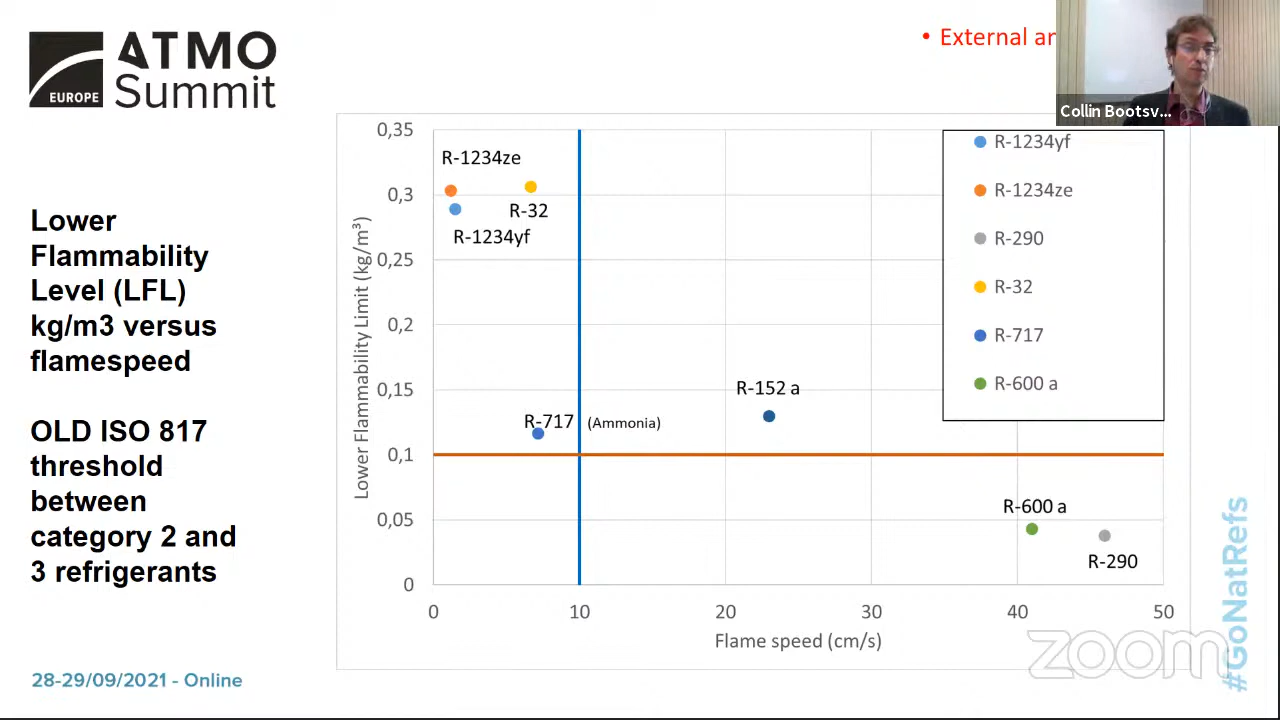 ATMO
EUROPE
Summit
• External
Collin Bootsv...
Lower
Flammability
Level (LFL)
kg/m3 versus
flamespeed
OLD ISO 817
threshold
between
category 2 and
3 refrigerants
28-29/09/2021 - Online
Lower Flammability Limit (kg/m³)
0,35
0,3
0,25
0,2
0,15
0,1
0,05
0
R-1234ze
R-32
R-1234yf
R-152 a
R-717 (Ammonia)
R-600 a
R-290
R-1234yf
R-1234ze
R-290
R-32
R-717
R-600 a
0 10 20 30 40 50
Flame speed (cm/s)
zoom
#GoNatRefs